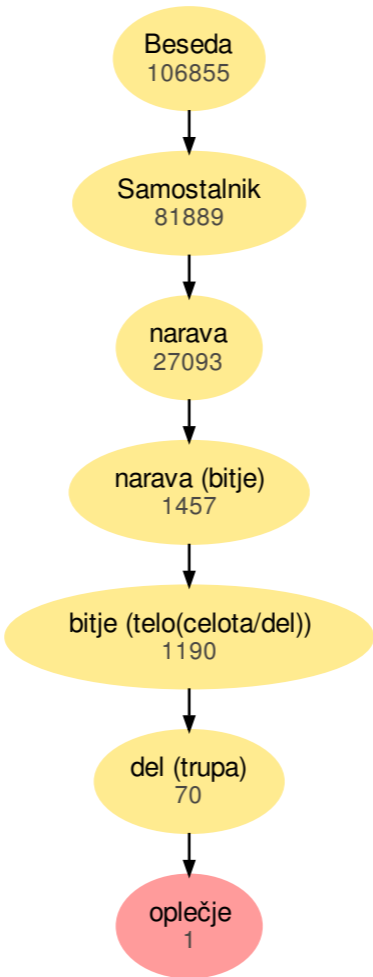 Beseda
106855
Samostalnik
81889
narava
27093
narava (bitje)
1457
bitje (telo(celota/del))
1190
del (trupa)
70
oplečje
1